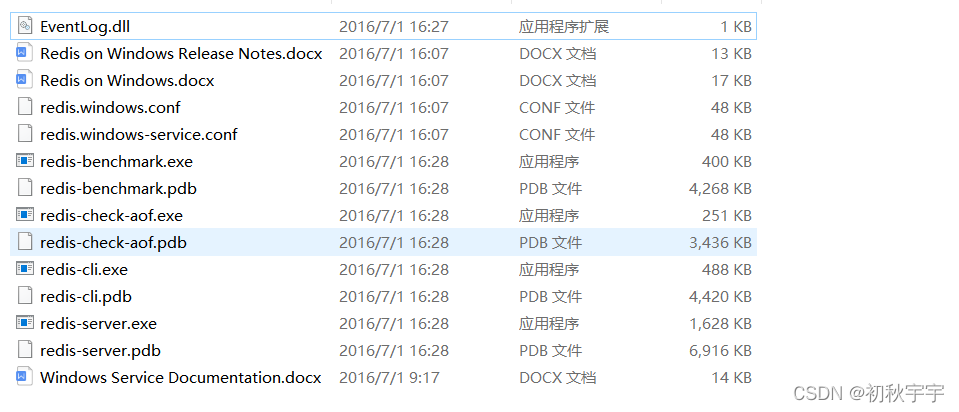 EventLog.dll 2016/7/1 16:27 应用程序扩展 1 KB
Redis on Windows Release Notes.docx 2016/7/1 16:07 DOCX 文档 13 KB
Redis on Windows.docx 2016/7/1 16:07 DOCX 文档 17 KB
redis.windows.conf 2016/7/1 16:07 CONF 文件 48 KB
redis.windows-service.conf 2016/7/1 16:07 CONF 文件 48 KB
redis-benchmark.exe 2016/7/1 16:28 应用程序 400 KB
redis-benchmark.pdb 2016/7/1 16:28 PDB 文件 4,268 KB
redis-check-aof.exe 2016/7/1 16:28 应用程序 251 KB
redis-check-aof.pdb 2016/7/1 16:28 PDB 文件 3,436 KB
redis-cli.exe 2016/7/1 16:28 应用程序 488 KB
redis-cli.pdb 2016/7/1 16:28 PDB 文件 4,420 KB
redis-server.exe 2016/7/1 16:28 应用程序 1,628 KB
redis-server.pdb 2016/7/1 16:28 PDB 文件 6,916 KB
Windows Service Documentation.docx 2016/7/1 9:17 DOCX 文档 14 KB
CSDN @初秋宇宇